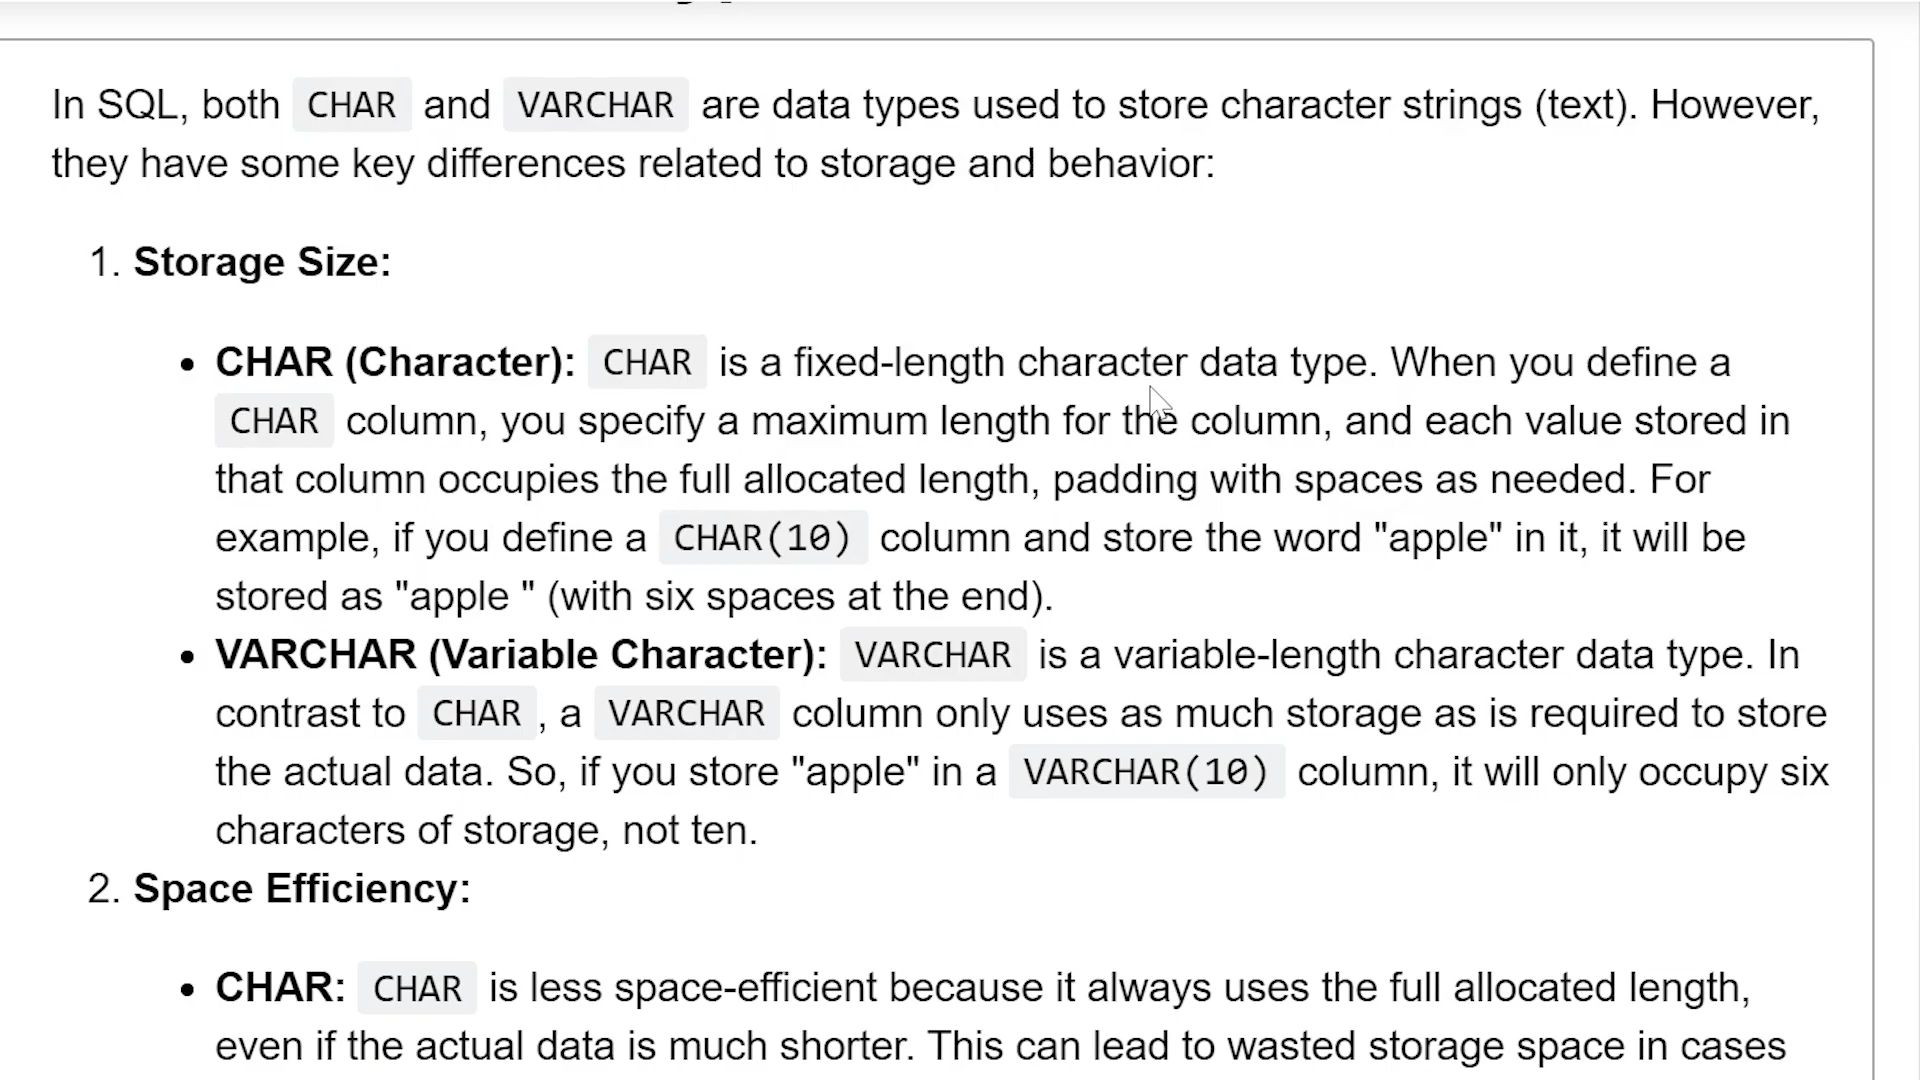 In SQL, both CHAR and VARCHAR are data types used to store character strings (text). However,
they have some key differences related to storage and behavior:
1. Storage Size:
• CHAR (Character): CHAR is a fixed-length character data type. When you define a
CHAR column, you specify a maximum length for the column, and each value stored in
that column occupies the full allocated length, padding with spaces as needed. For
example, if you define a CHAR(10) column and store the word "apple" in it, it will be
stored as "apple " (with six spaces at the end).
• VARCHAR (Variable Character): VARCHAR is a variable-length character data type. In
contrast to CHAR , a VARCHAR column only uses as much storage as is required to store
the actual data. So, if you store "apple" in a VARCHAR(10) column, it will only occupy six
characters of storage, not ten.
2. Space Efficiency:
• CHAR: CHAR is less space-efficient because it always uses the full allocated length,
even if the actual data is much shorter. This can lead to wasted storage space in cases